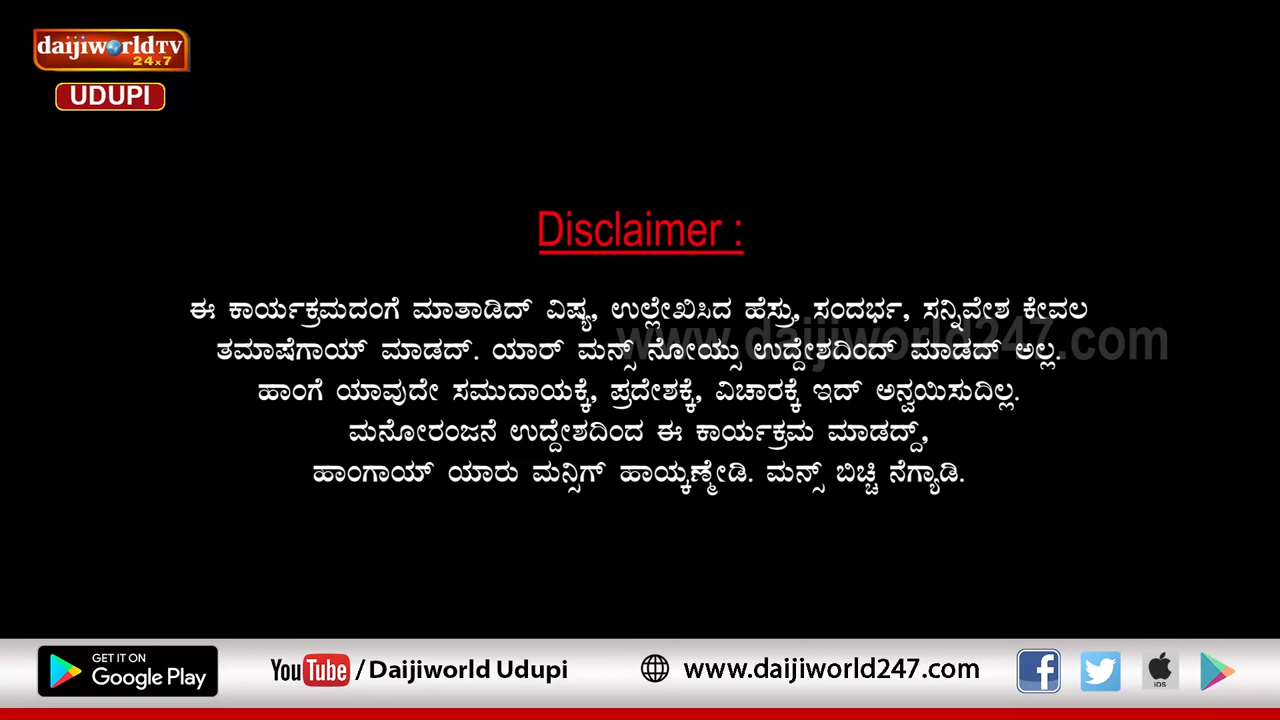 daijiworldTV
24x7
UDUPI
Disclaimer :
ಈ ಕಾರ್ಯಕ್ರಮದಂಗೆ ಮಾತಾಡಿದ್ ವಿಷ್ಯ, ಉಲ್ಲೇಖಿಸಿದ ಹೆಸ್ರು, ಸಂದರ್ಭ, ಸನ್ನಿವೇಶ ಕೇವಲ
www.daijiworld247.com
ತಮಾಷೆಗಾಯ್ ಮಾಡದ್. ಯಾರ್ ಮನ್ಸ್ ನೋಯ್ಸು ಉದ್ದೇಶದಿಂದ್ ಮಾಡದ್ ಅಲ್ಲ.
ಹಾಂಗೆ ಯಾವುದೇ ಸಮುದಾಯಕ್ಕೆ, ಪ್ರದೇಶಕ್ಕೆ, ವಿಚಾರಕ್ಕೆ ಇದ್ ಅನ್ವಯಿಸುದಿಲ್ಲ.
ಮನೋರಂಜನೆ ಉದ್ದೇಶದಿಂದ ಈ ಕಾರ್ಯಕ್ರಮ ಮಾಡದ್ದ್,
ಹಾಂಗಾಯ್ ಯಾರು ಮನ್ಸಿಗ್ ಹಾಯ್ಕಣ್ಮೇಡಿ. ಮನ್ಸ್ ಬಿಚ್ಚಿ ನೆಗ್ಯಾಡಿ.
GET IT ON
Google Play
YouTube /Daijiworld Udupi
www.daijiworld247.com
iOS